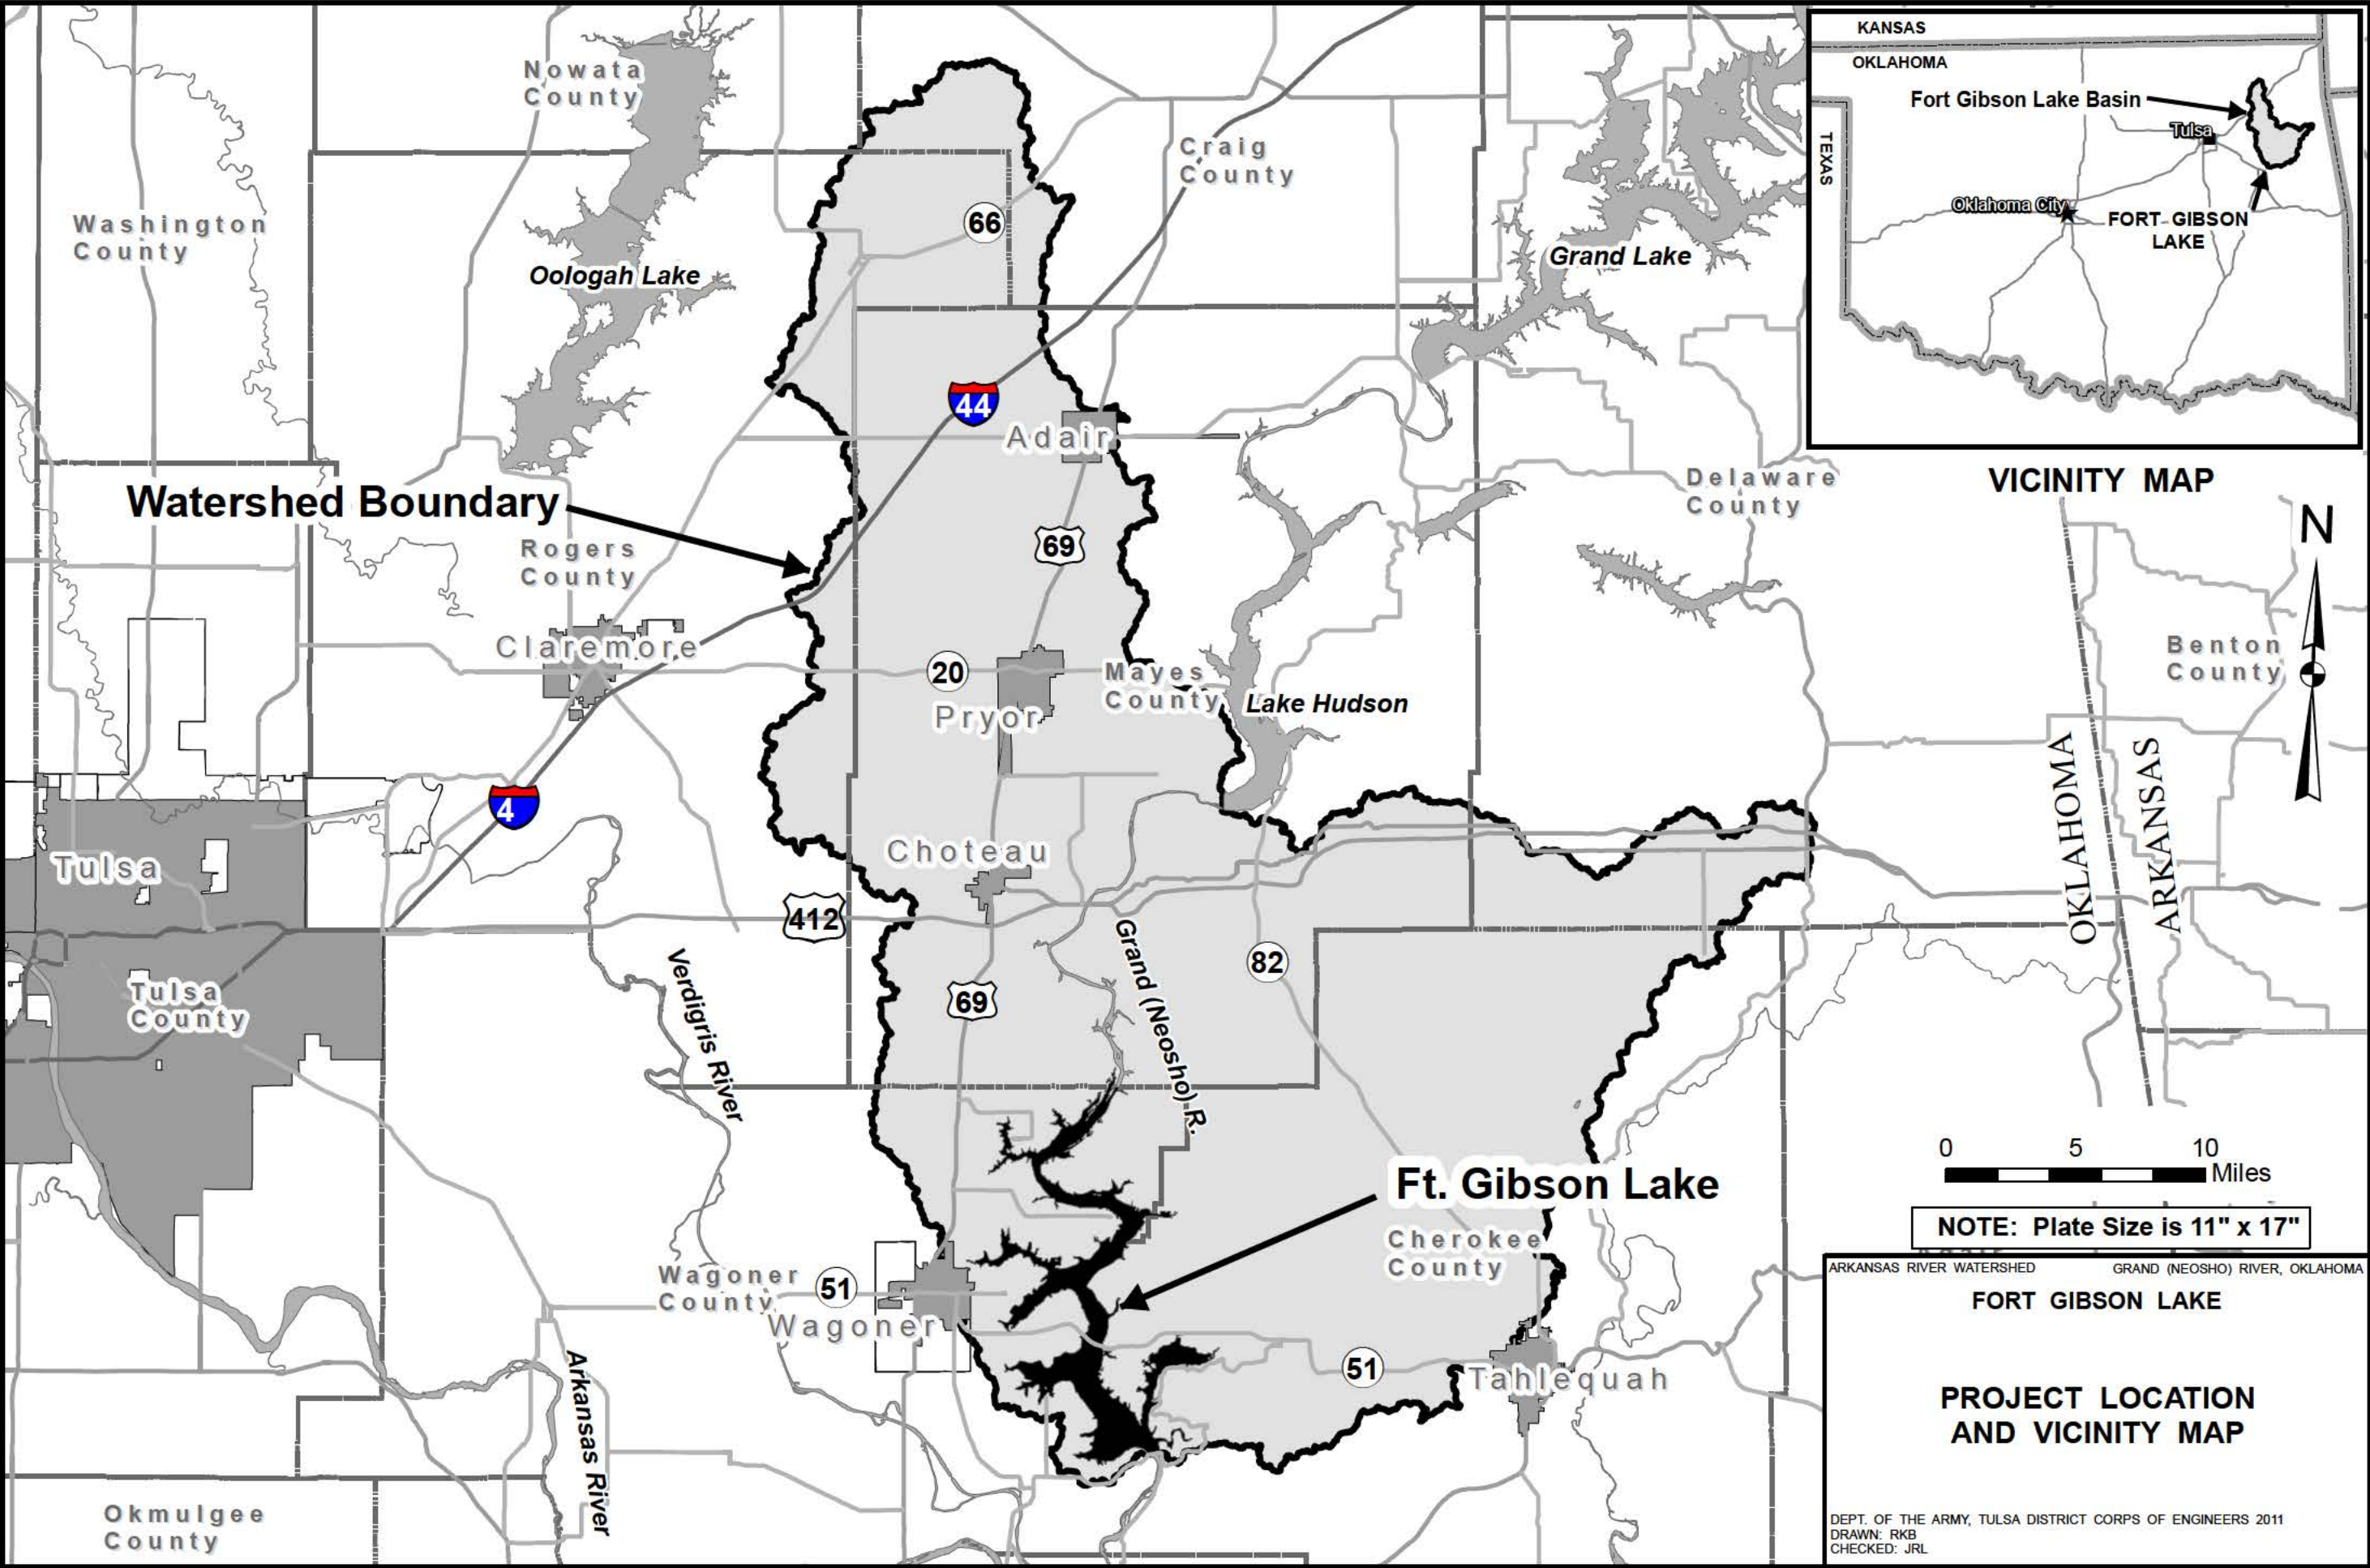 Nowata
County
Craig
County
Washington
County
66
Oologah Lake
Grand Lake
KANSAS
OKLAHOMA
Fort Gibson Lake Basin
Tulsa
TEXAS
Oklahoma City
FORT GIBSON
LAKE
VICINITY MAP
44
Adair
Watershed Boundary
Delaware
County
N
Rogers
County
69
Claremore
20
Mayes
County
Pryor
Lake Hudson
Benton
County
OKLAHOMA
ARKANSAS
4
Tulsa
Choteau
412
Tulsa
County
Verdigris River
69
Grand (Neosho) R.
82
0 5 10
Miles
Ft. Gibson Lake
NOTE: Plate Size is 11" x 17"
Cherokee
County
Wagoner
County
51
Wagoner
51
Tahlequah
Arkansas River
Okmulgee
County
ARKANSAS RIVER WATERSHED GRAND (NEOSHO) RIVER, OKLAHOMA
FORT GIBSON LAKE
PROJECT LOCATION
AND VICINITY MAP
DEPT. OF THE ARMY, TULSA DISTRICT CORPS OF ENGINEERS 2011
DRAWN: RKB
CHECKED: JRL